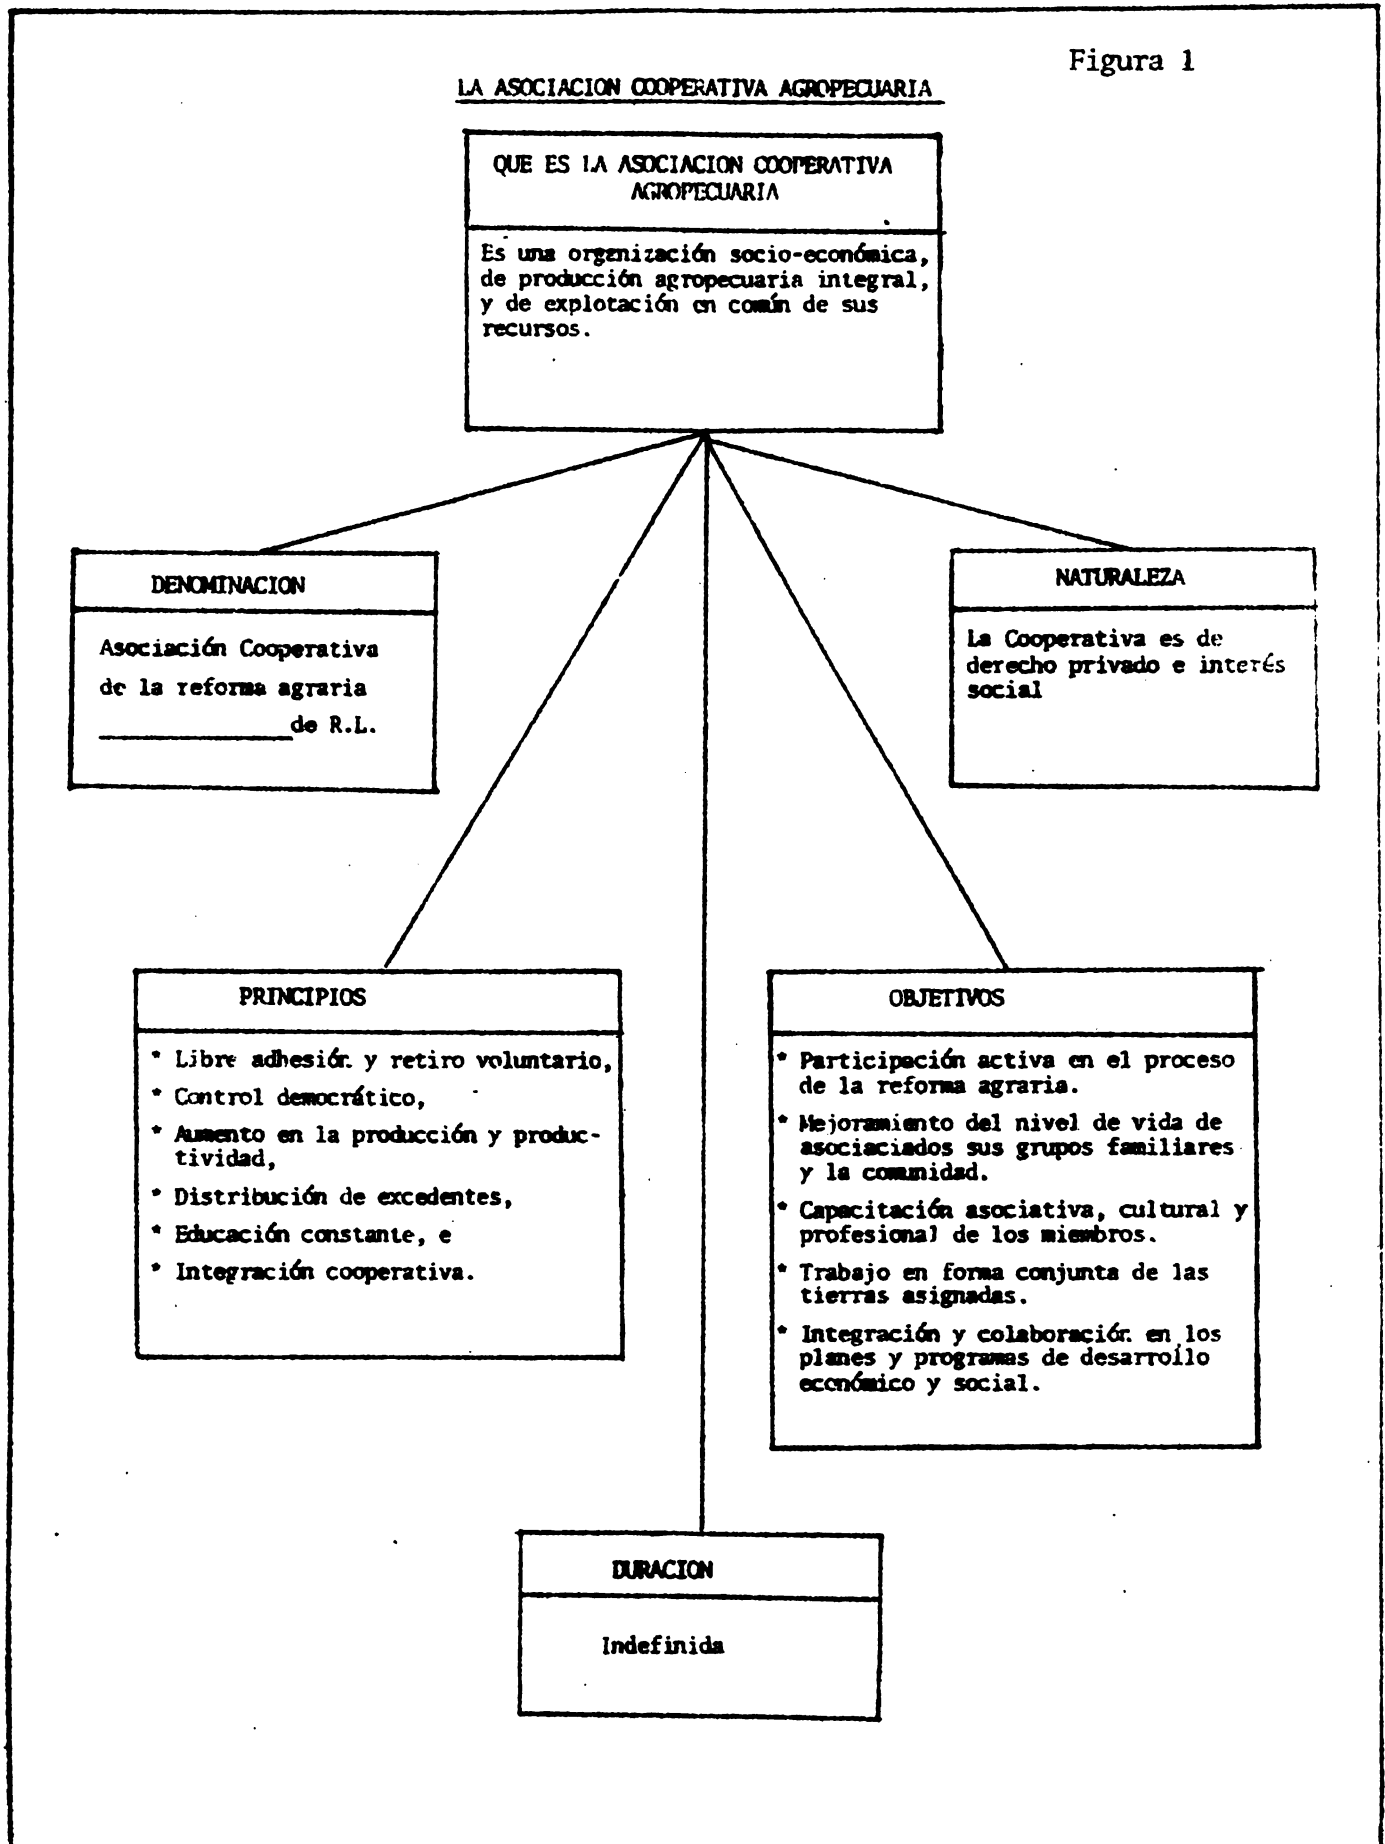 Figura 1
LA ASOCIACION COOPERATIVA AGROPECUARIA
QUE ES LA ASOCIACION COOPERATIVA
AGROPECUARIA
Es una organización socio-económica,
de producción agropecuaria integral,
y de explotación en común de sus
recursos.
DENOMINACION
Asociación Cooperativa
de la reforma agraria
______________de R.L.
NATURALEZA
La Cooperativa es de
derecho privado e interés
social
PRINCIPIOS
* Libre adhesión y retiro voluntario,
* Control democrático,
* Aumento en la producción y produc-
tividad,
* Distribución de excedentes,
* Educación constante, e
* Integración cooperativa.
OBJETIVOS
* Participación activa en el proceso
de la reforma agraria.
* Mejoramiento del nivel de vida de
asociaciados sus grupos familiares
y la comunidad.
* Capacitación asociativa, cultural y
profesional de los miembros.
* Trabajo en forma conjunta de las
tierras asignadas.
* Integración y colaboración en los
planes y programas de desarrollo
económico y social.
DURACION
Indefinida